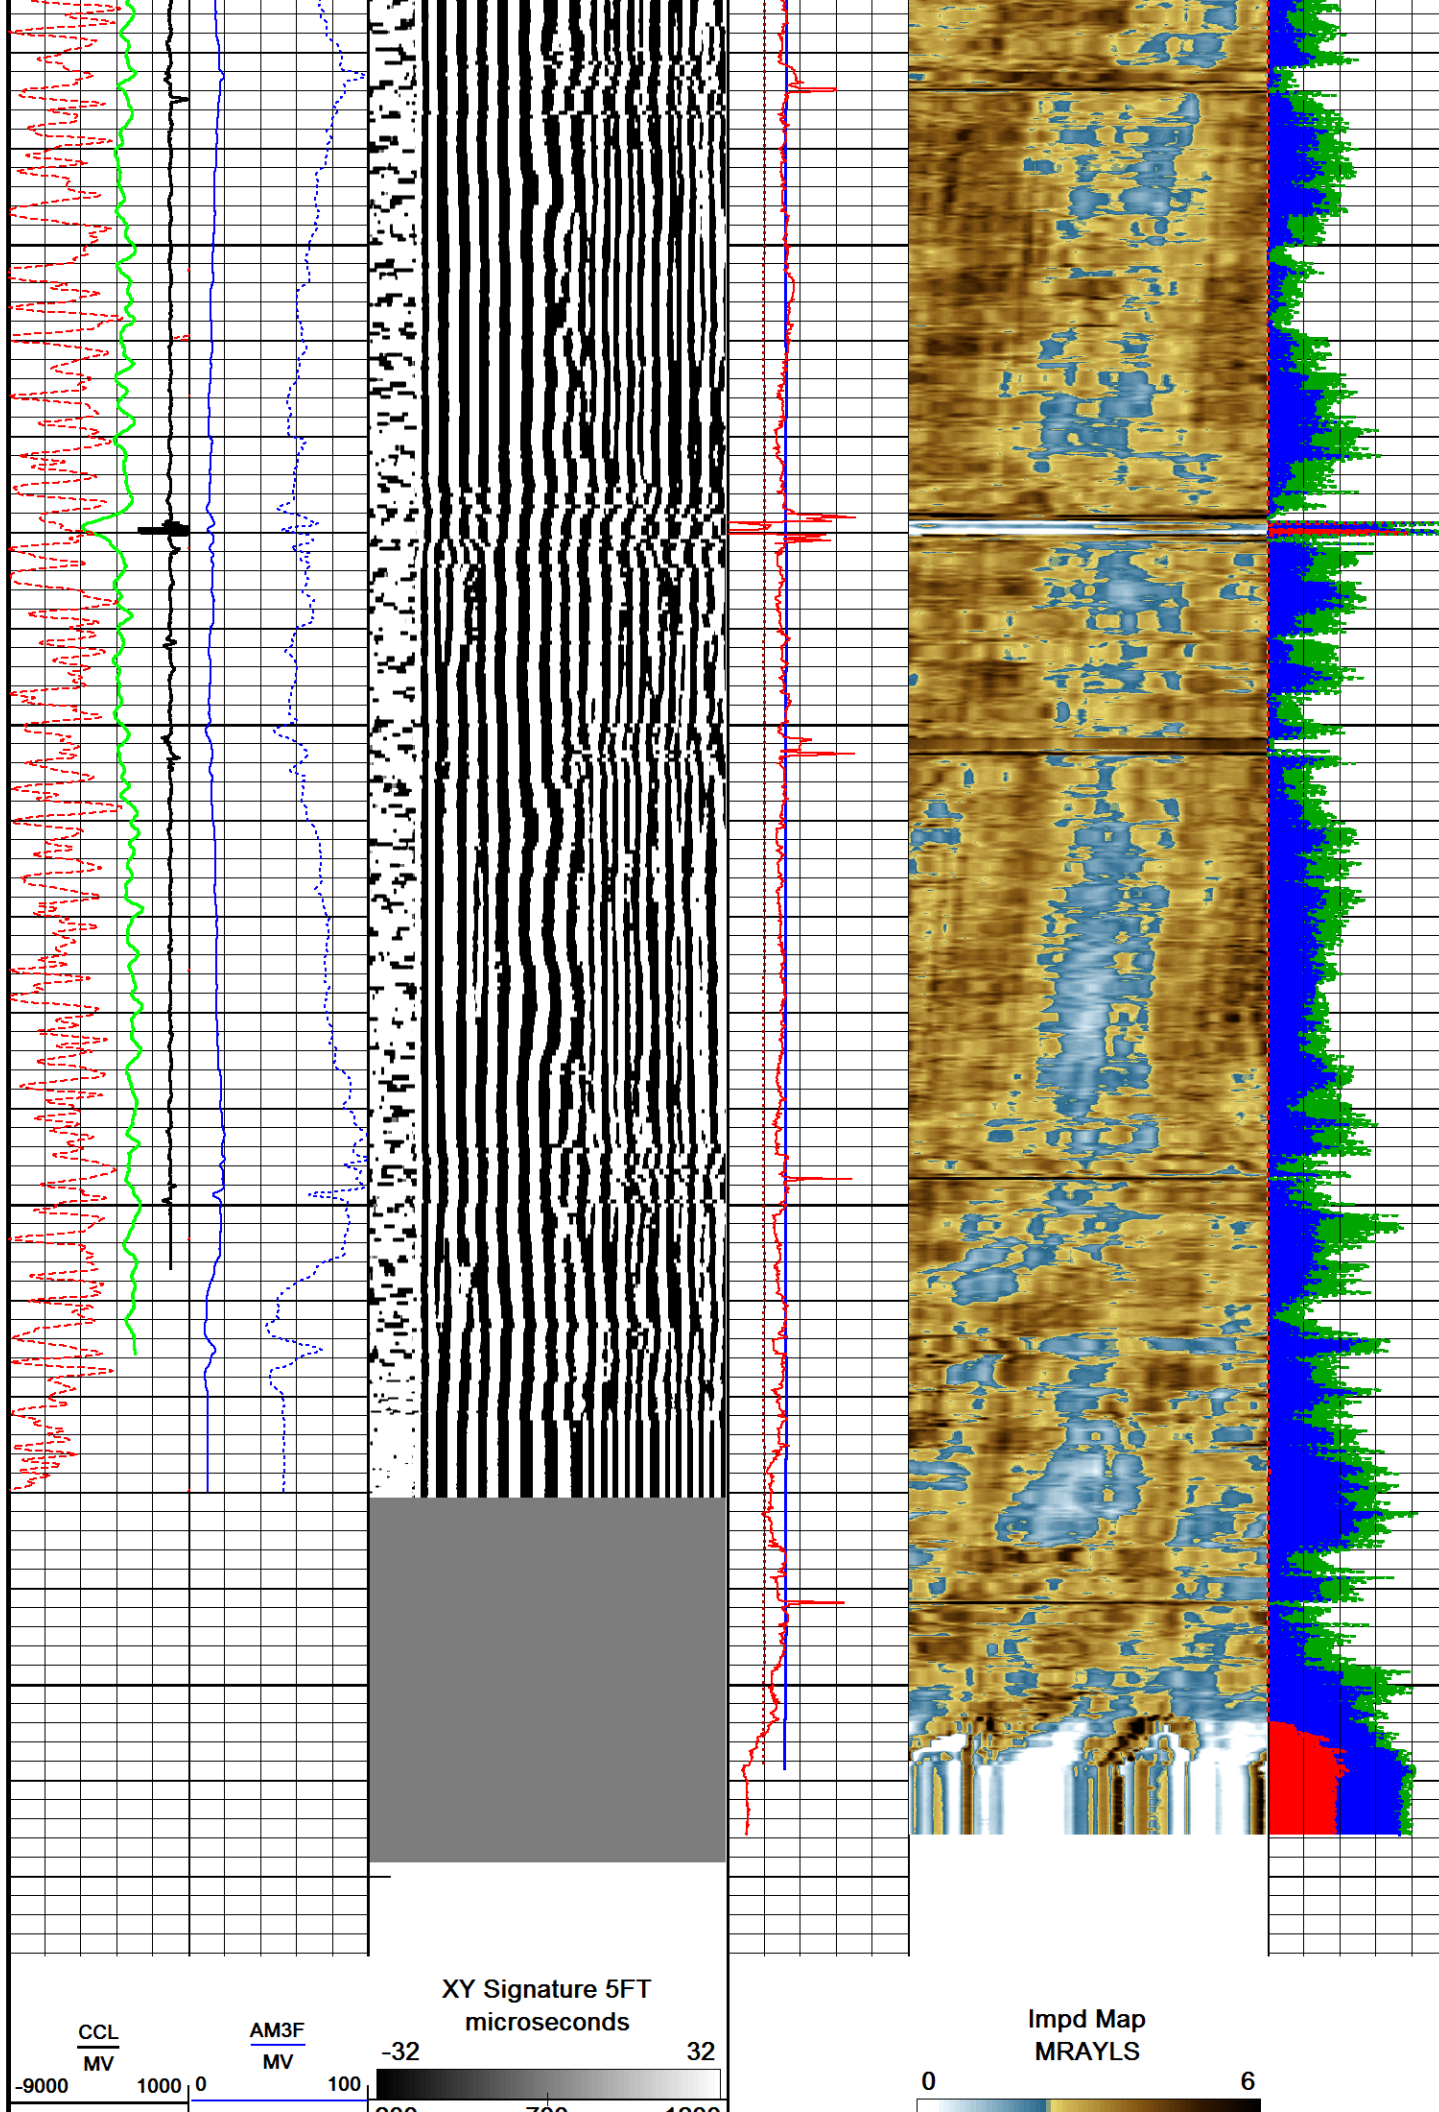 XY Signature 5FT
microseconds
Impd Map
MRAYLS
CCL
MV
AM3F
MV
-32 32
0 6
-9000 1000 0 100